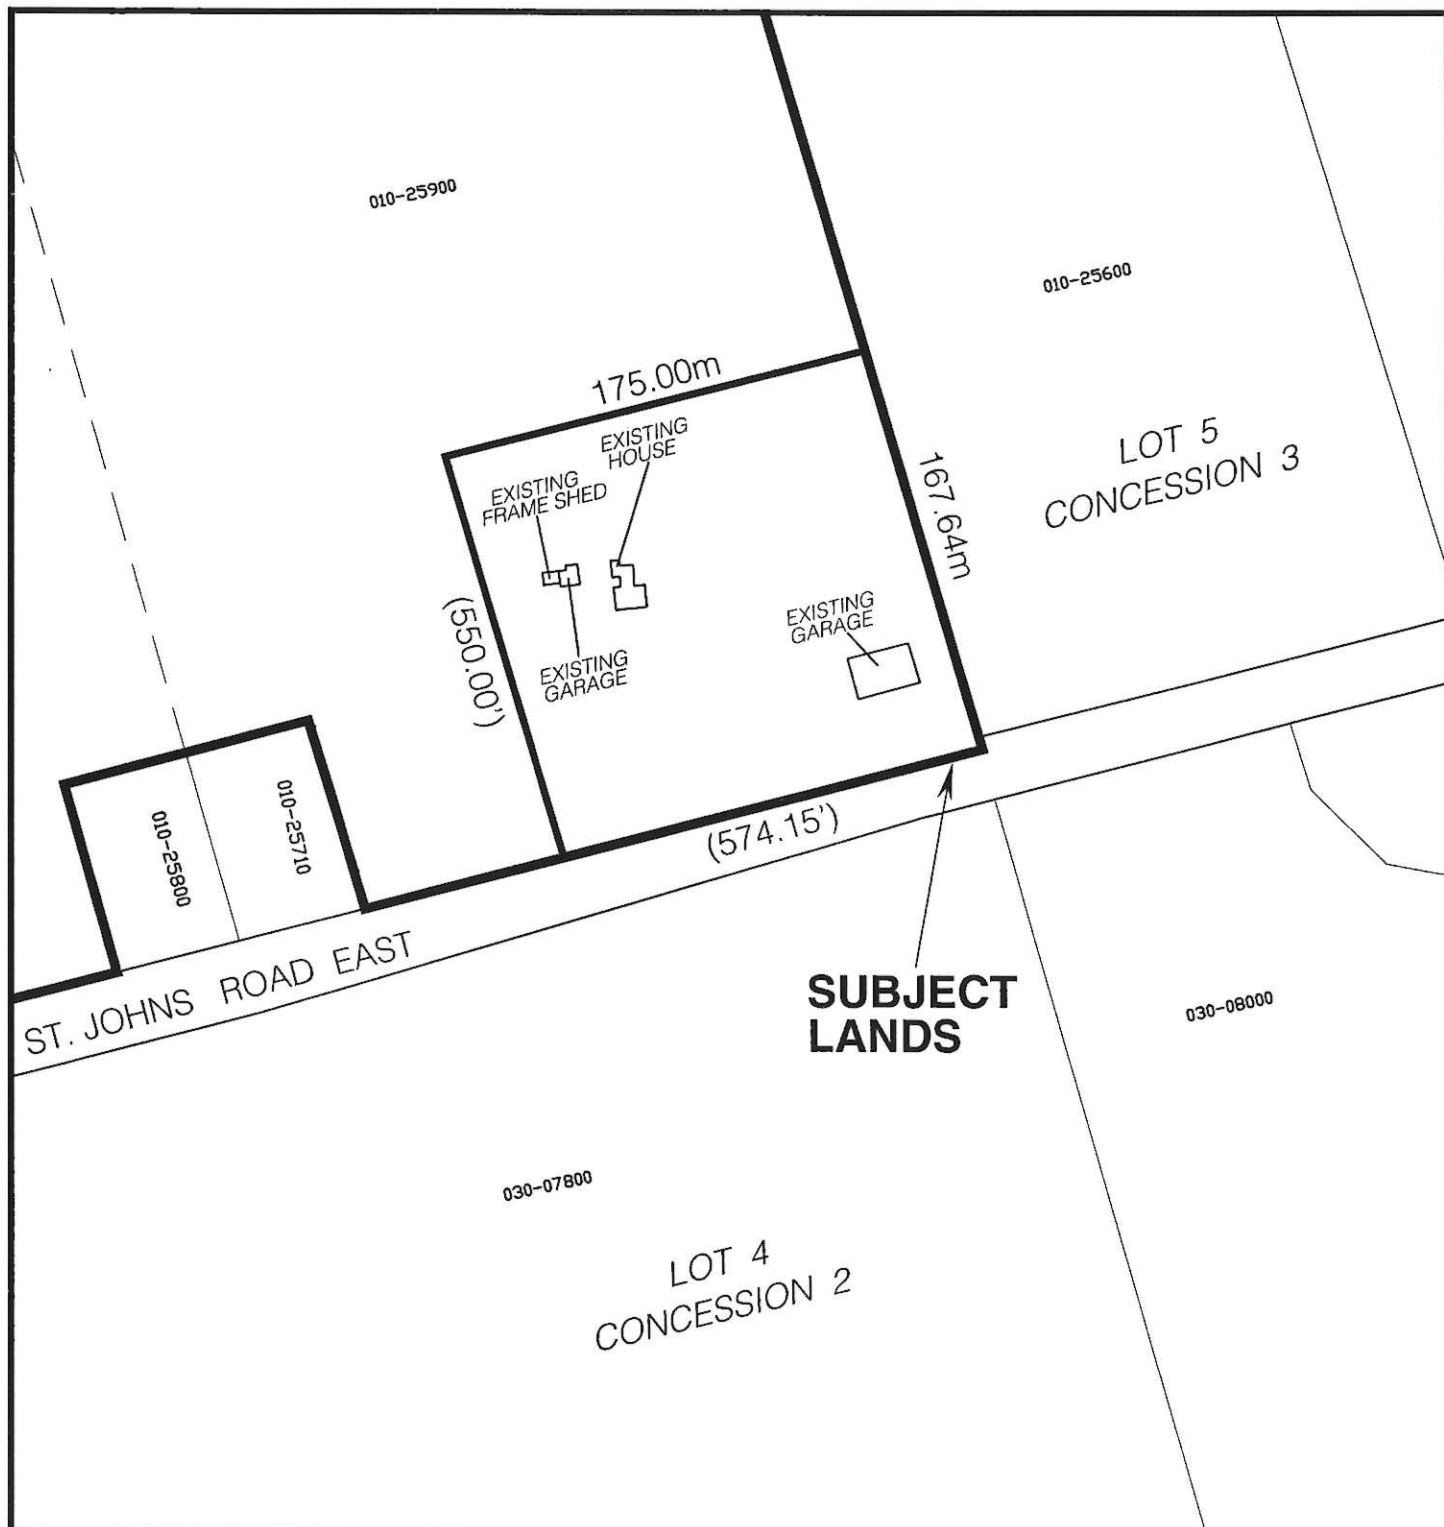 010-25900
010-25600
175.00m
EXISTING
HOUSE
LOT 5
CONCESSION 3
EXISTING
FRAME SHED
167.64m
(550.00')
EXISTING
GARAGE
EXISTING
GARAGE
010-25710
010-25800
(574.15')
ST. JOHNS ROAD EAST
SUBJECT
LANDS
030-08000
030-07800
LOT 4
CONCESSION 2